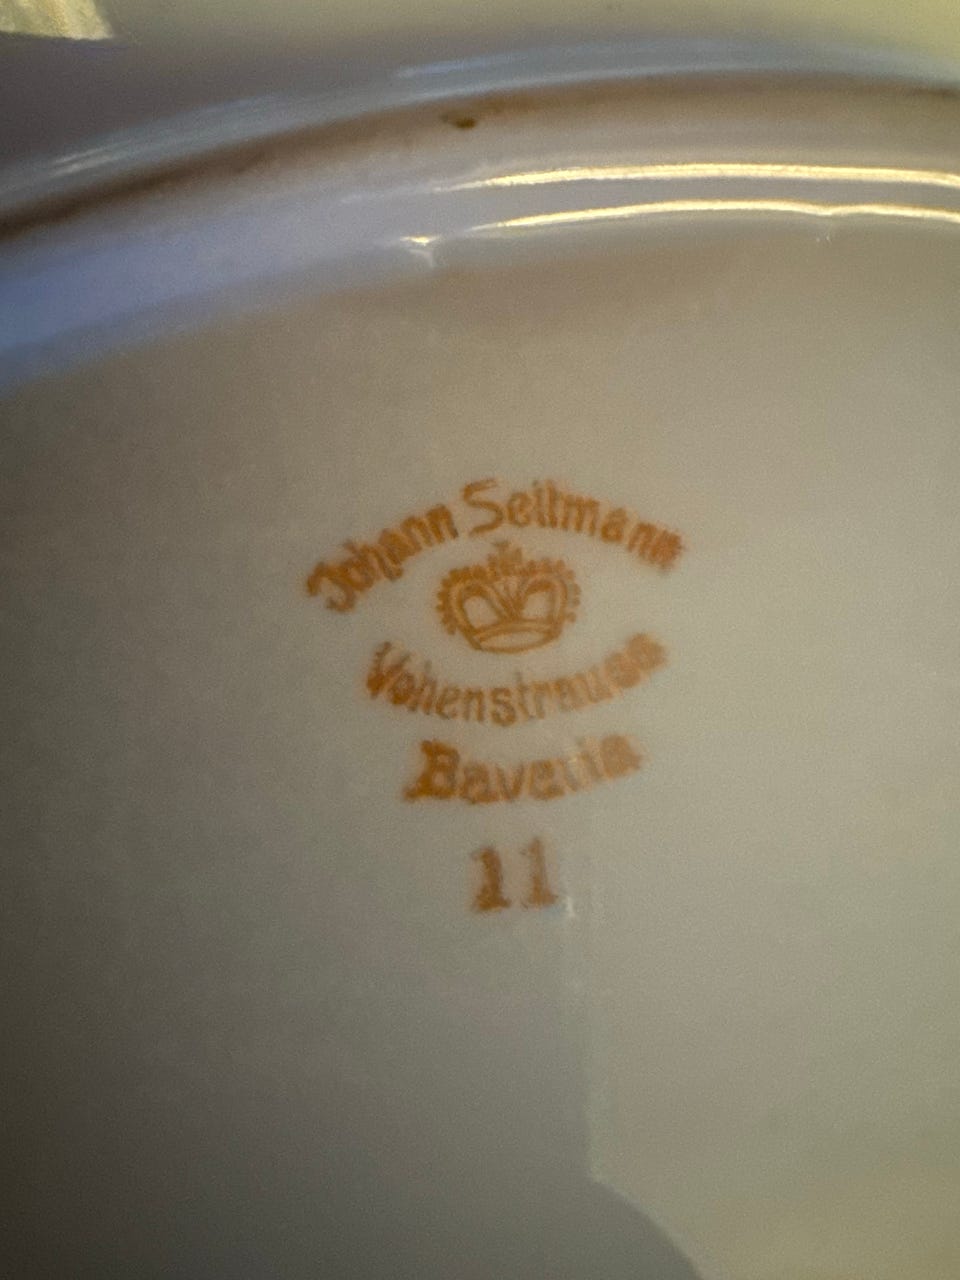 Johann Seltmann
Vohenstrauss
Bavaria
11